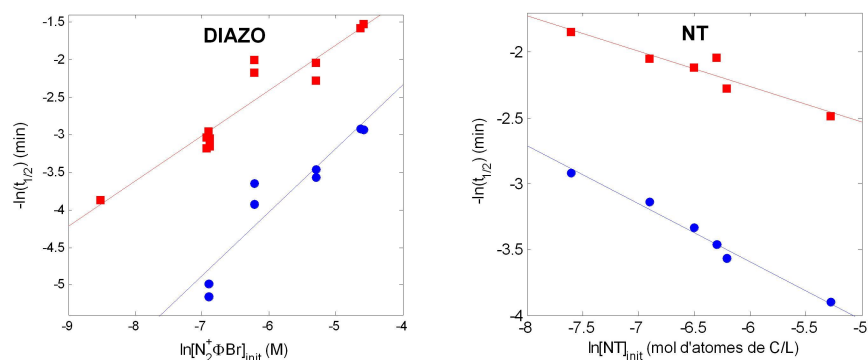 DIAZO
-1.5
-2
-2.5
-3
-3.5
-4
-4.5
-5
-ln(t1/2) (min)
-9 -8 -7 -6 -5 -4
ln[N2+ΦBr]init (M)
NT
-2
-2.5
-3
-3.5
-4
-ln(t1/2) (min)
-8 -7.5 -7 -6.5 -6 -5.5 -5
ln[NT]init (mol d'atomes de C/L)